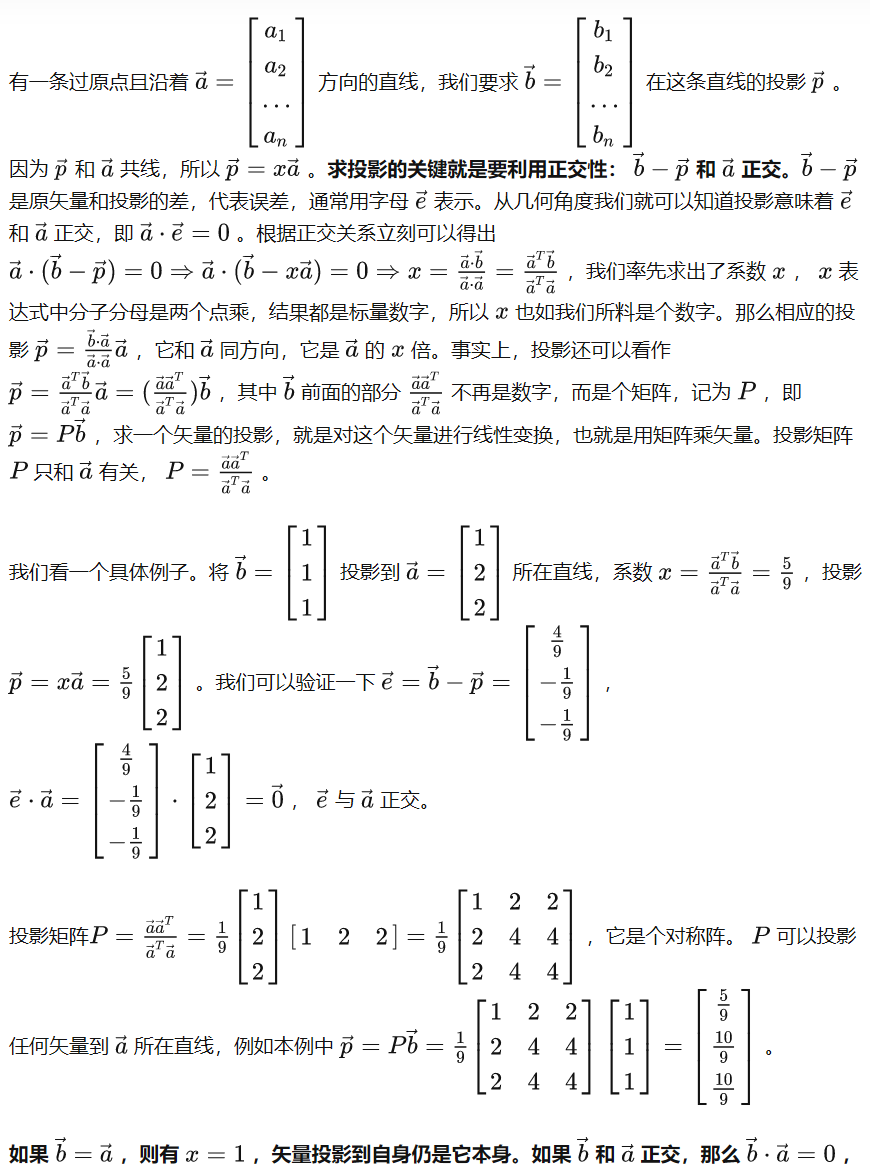 有一条过原点且沿着 $\vec{a} = \begin{bmatrix} a_1 \\ a_2 \\ \cdots \\ a_n \end{bmatrix}$ 方向的直线，我们要求 $\vec{b} = \begin{bmatrix} b_1 \\ b_2 \\ \cdots \\ b_n \end{bmatrix}$ 在这条直线的投影 $\vec{p}$ 。
因为 $\vec{p}$ 和 $\vec{a}$ 共线，所以 $\vec{p} = x\vec{a}$ 。求投影的关键就是要利用正交性： $\vec{b} - \vec{p}$ 和 $\vec{a}$ 正交。$\vec{b} - \vec{p}$
是原矢量和投影的差，代表误差，通常用字母 $\vec{e}$ 表示。从几何角度我们就可以知道投影意味着 $\vec{e}$
和 $\vec{a}$ 正交，即 $\vec{a} \cdot \vec{e} = 0$ 。根据正交关系立刻可以得出
$\vec{a} \cdot (\vec{b} - \vec{p}) = 0 \Rightarrow \vec{a} \cdot (\vec{b} - x\vec{a}) = 0 \Rightarrow x = \frac{\vec{a} \cdot \vec{b}}{\vec{a} \cdot \vec{a}} = \frac{\vec{a}^T \vec{b}}{\vec{a}^T \vec{a}}$ ，我们率先求出了系数 $x$ ， $x$ 表
达式中分子分母是两个点乘，结果都是标量数字，所以 $x$ 也如我们所料是个数字。那么相应的投
影 $\vec{p} = \frac{\vec{b} \cdot \vec{a}}{\vec{a} \cdot \vec{a}} \vec{a}$ ，它和 $\vec{a}$ 同方向，它是 $\vec{a}$ 的 $x$ 倍。事实上，投影还可以看作
$\vec{p} = \frac{\vec{a}^T \vec{b}}{\vec{a}^T \vec{a}} \vec{a} = (\frac{\vec{a}\vec{a}^T}{\vec{a}^T \vec{a}}) \vec{b}$ ，其中 $\vec{b}$ 前面的部分 $\frac{\vec{a}\vec{a}^T}{\vec{a}^T \vec{a}}$ 不再是数字，而是个矩阵，记为 $P$ ，即
$\vec{p} = P\vec{b}$ ，求一个矢量的投影，就是对这个矢量进行线性变换，也就是用矩阵乘矢量。投影矩阵
$P$ 只和 $\vec{a}$ 有关， $P = \frac{\vec{a}\vec{a}^T}{\vec{a}^T \vec{a}}$ 。
我们看一个具体例子。将 $\vec{b} = \begin{bmatrix} 1 \\ 1 \\ 1 \end{bmatrix}$ 投影到 $\vec{a} = \begin{bmatrix} 1 \\ 2 \\ 2 \end{bmatrix}$ 所在直线，系数 $x = \frac{\vec{a}^T \vec{b}}{\vec{a}^T \vec{a}} = \frac{5}{9}$ ，投影
$\vec{p} = x\vec{a} = \frac{5}{9} \begin{bmatrix} 1 \\ 2 \\ 2 \end{bmatrix}$ 。我们可以验证一下 $\vec{e} = \vec{b} - \vec{p} = \begin{bmatrix} \frac{4}{9} \\ -\frac{1}{9} \\ -\frac{1}{9} \end{bmatrix}$ ，
$\vec{e} \cdot \vec{a} = \begin{bmatrix} \frac{4}{9} \\ -\frac{1}{9} \\ -\frac{1}{9} \end{bmatrix} \cdot \begin{bmatrix} 1 \\ 2 \\ 2 \end{bmatrix} = \vec{0}$ ， $\vec{e}$ 与 $\vec{a}$ 正交。
投影矩阵$P = \frac{\vec{a}\vec{a}^T}{\vec{a}^T \vec{a}} = \frac{1}{9} \begin{bmatrix} 1 \\ 2 \\ 2 \end{bmatrix} \begin{bmatrix} 1 & 2 & 2 \end{bmatrix} = \frac{1}{9} \begin{bmatrix} 1 & 2 & 2 \\ 2 & 4 & 4 \\ 2 & 4 & 4 \end{bmatrix}$ ，它是个对称阵。 $P$ 可以投影
任何矢量到 $\vec{a}$ 所在直线，例如本例中 $\vec{p} = P\vec{b} = \frac{1}{9} \begin{bmatrix} 1 & 2 & 2 \\ 2 & 4 & 4 \\ 2 & 4 & 4 \end{bmatrix} \begin{bmatrix} 1 \\ 1 \\ 1 \end{bmatrix} = \begin{bmatrix} \frac{5}{9} \\ \frac{10}{9} \\ \frac{10}{9} \end{bmatrix}$ 。
如果 $\vec{b} = \vec{a}$ ，则有 $x = 1$ ，矢量投影到自身仍是它本身。如果 $\vec{b}$ 和 $\vec{a}$ 正交，那么 $\vec{b} \cdot \vec{a} = 0$ ，